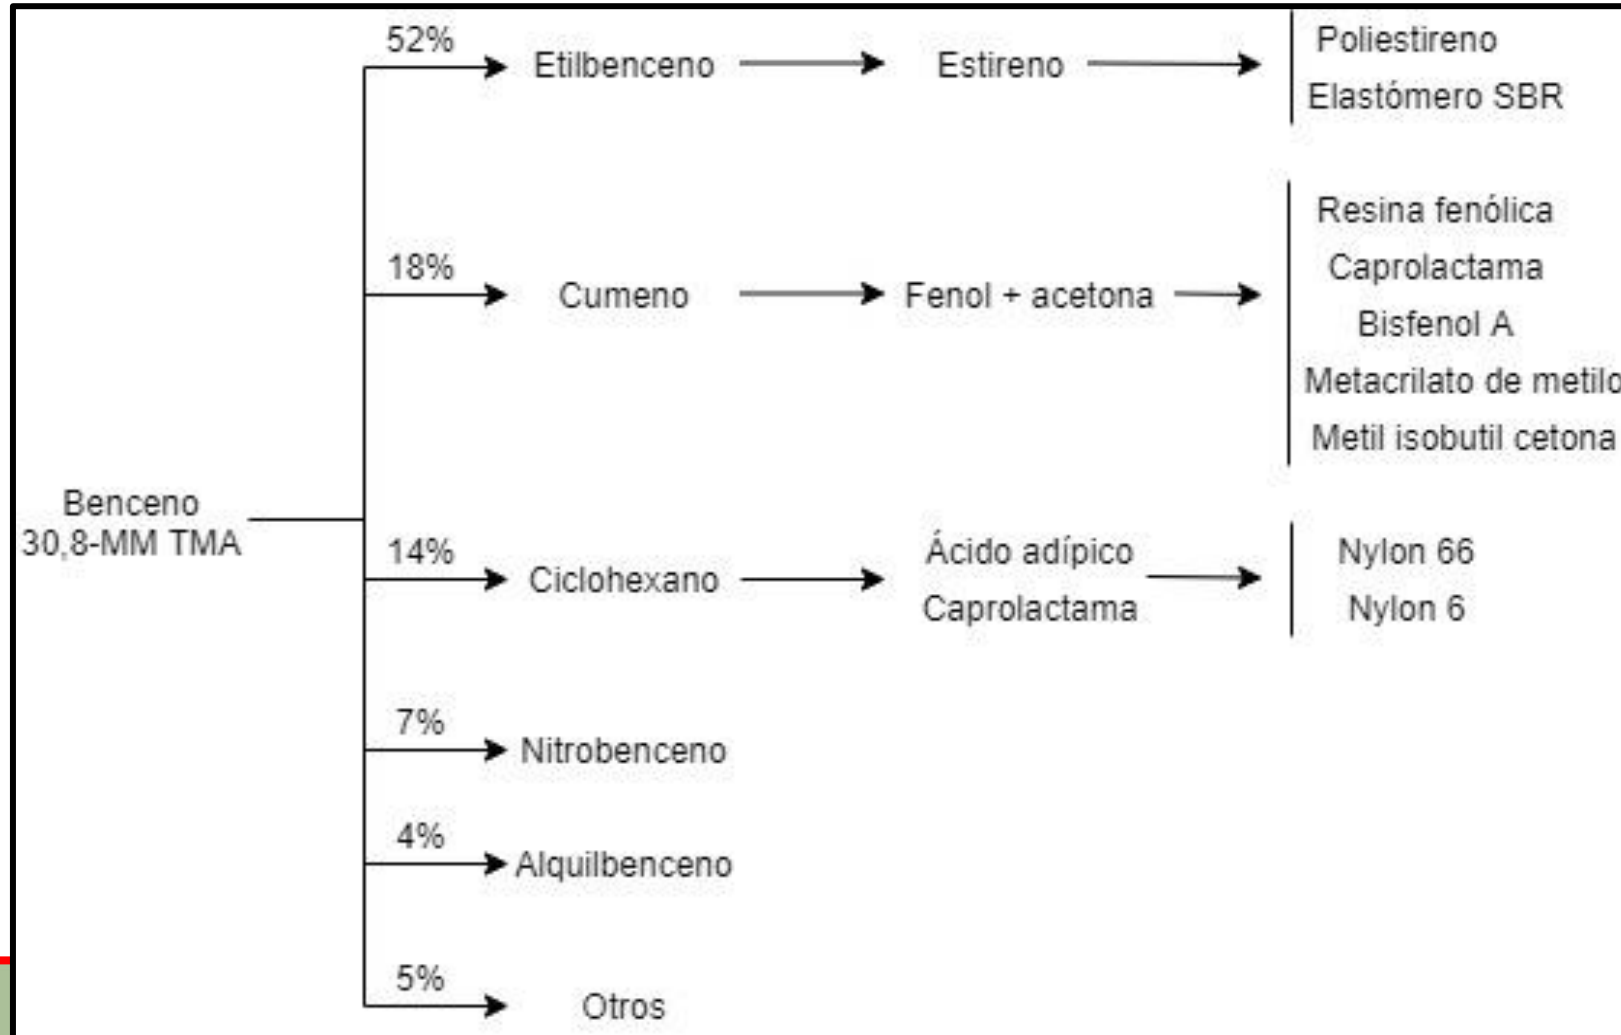 52%
Etilbenceno
Estireno
Poliestireno
Elastómero SBR
18%
Cumeno
Fenol + acetona
Resina fenólica
Caprolactama
Bisfenol A
Metacrilato de metilo
Metil isobutil cetona
Benceno
30,8-MM TMA
14%
Ciclohexano
Ácido adípico
Caprolactama
Nylon 66
Nylon 6
7%
Nitrobenceno
4%
Alquilbenceno
5%
Otros